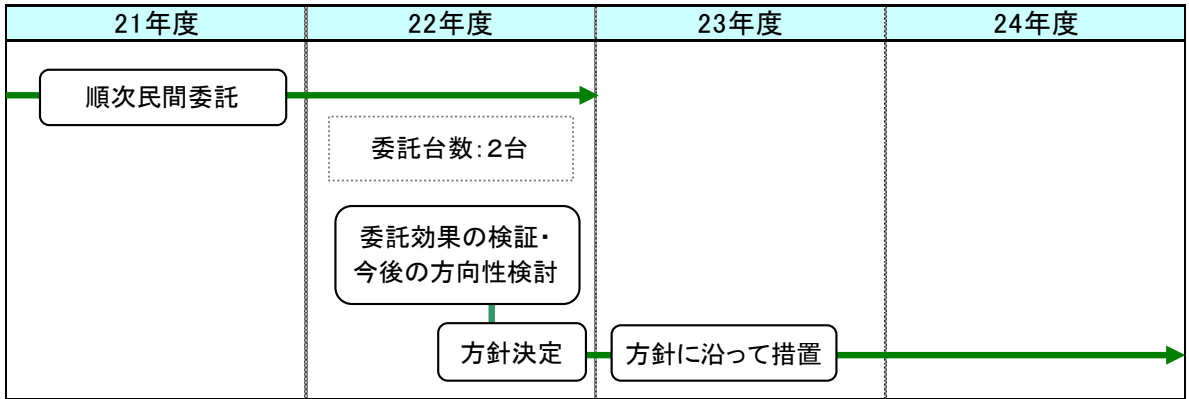 21年度
22年度
23年度
24年度
順次民間委託
委託台数：２台
委託効果の検証・
今後の方向性検討
方針決定
方針に沿って措置